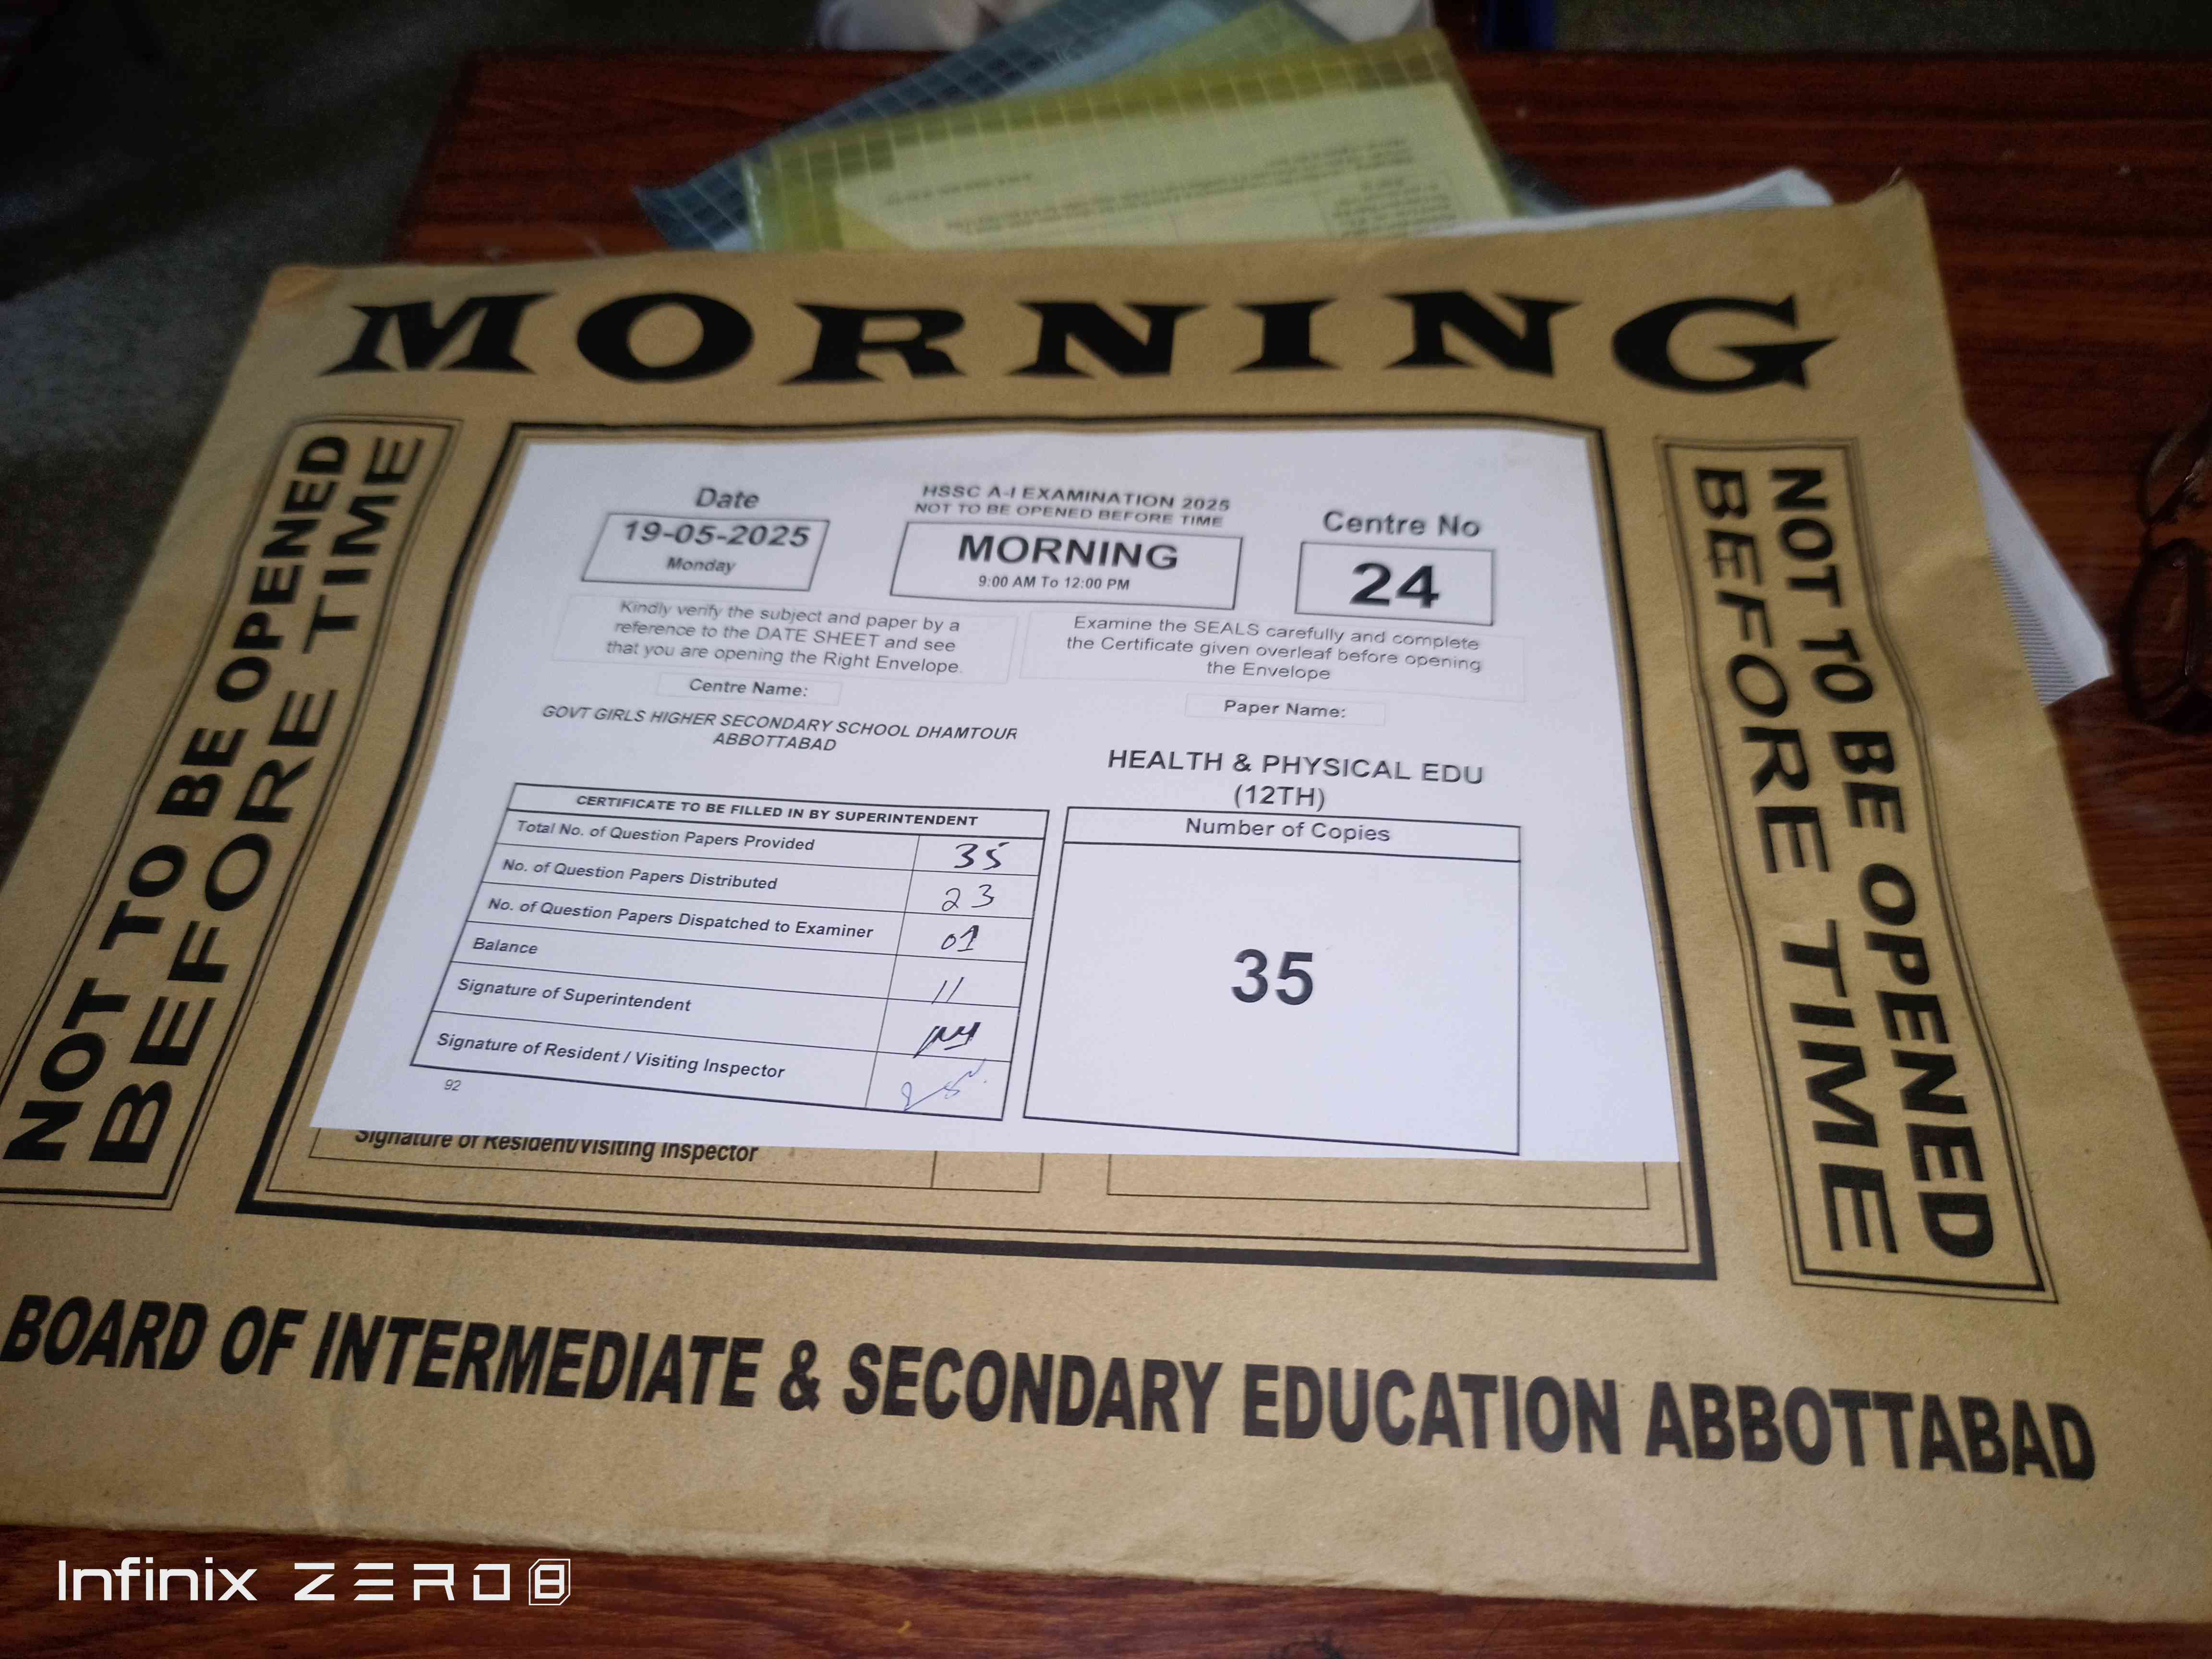 MORNING
NOT TO BE OPENED
BEFORE TIME
NOT TO BE OPENED
BEFORE TIME
Date
19-05-2025
Monday
HSSC A-I EXAMINATION 2025
NOT TO BE OPENED BEFORE TIME
MORNING
9:00 AM To 12:00 PM
Centre No
24
Kindly verify the subject and paper by a
reference to the DATE SHEET and see
that you are opening the Right Envelope.
Examine the SEALS carefully and complete
the Certificate given overleaf before opening
the Envelope
Centre Name:
GOVT GIRLS HIGHER SECONDARY SCHOOL DHAMTOUR
ABBOTTABAD
Paper Name:
HEALTH & PHYSICAL EDU
(12TH)
CERTIFICATE TO BE FILLED IN BY SUPERINTENDENT
Total No. of Question Papers Provided 35
No. of Question Papers Distributed 23
No. of Question Papers Dispatched to Examiner 01
Balance 11
Signature of Superintendent
Signature of Resident / Visiting Inspector
92
Number of Copies
35
Signature of Resident/Visiting Inspector
BOARD OF INTERMEDIATE & SECONDARY EDUCATION ABBOTTABAD
Infinix ZERO 8